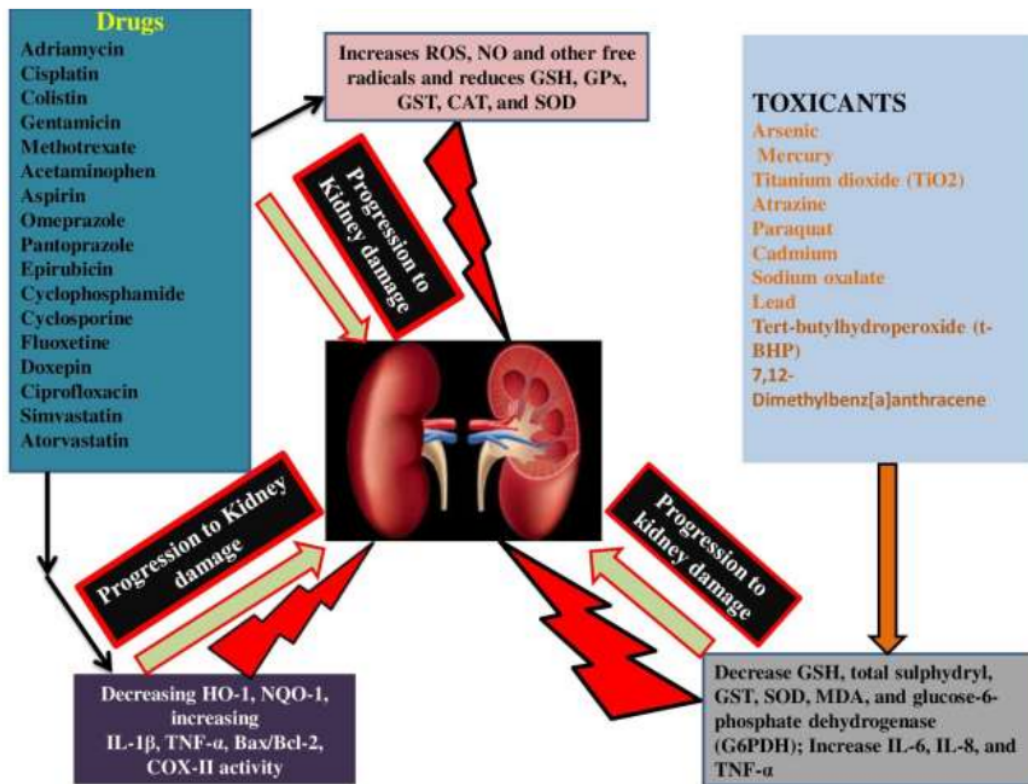 Drugs
Adriamycin
Cisplatin
Colistin
Gentamicin
Methotrexate
Acetaminophen
Aspirin
Omeprazole
Pantoprazole
Epirubicin
Cyclophosphamide
Cyclosporine
Fluoxetine
Doxepin
Ciprofloxacin
Simvastatin
Atorvastatin
Increases ROS, NO and other free
radicals and reduces GSH, GPx,
GST, CAT, and SOD
TOXICANTS
Arsenic
Mercury
Titanium dioxide (TiO2)
Atrazine
Paraquat
Cadmium
Sodium oxalate
Lead
Tert-butylhydroperoxide (t-
BHP)
7,12-
Dimethylbenz[a]anthracene
Progression to
Kidney damage
Progression to Kidney
damage
Progression to
kidney damage
Decreasing HO-1, NQO-1,
increasing
IL-1β, TNF-α, Bax/Bcl-2,
COX-II activity
Decrease GSH, total sulphydryl,
GST, SOD, MDA, and glucose-6-
phosphate dehydrogenase
(G6PDH); Increase IL-6, IL-8, and
TNF-α